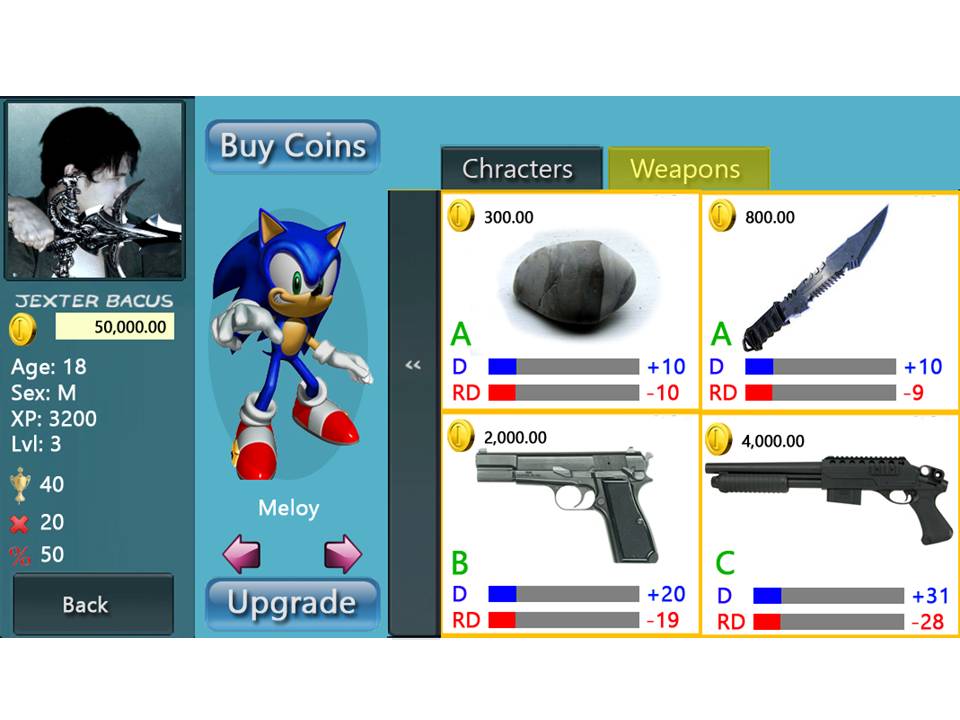 JEXTER BACUS
50,000.00
Age: 18
Sex: M
XP: 3200
Lvl: 3
40
20
% 50
Back
Buy Coins
Meloy
Upgrade
<<
Chracters
Weapons
300.00
A
D +10
RD -10
800.00
A
D +10
RD -9
2,000.00
B
D +20
RD -19
4,000.00
C
D +31
RD -28